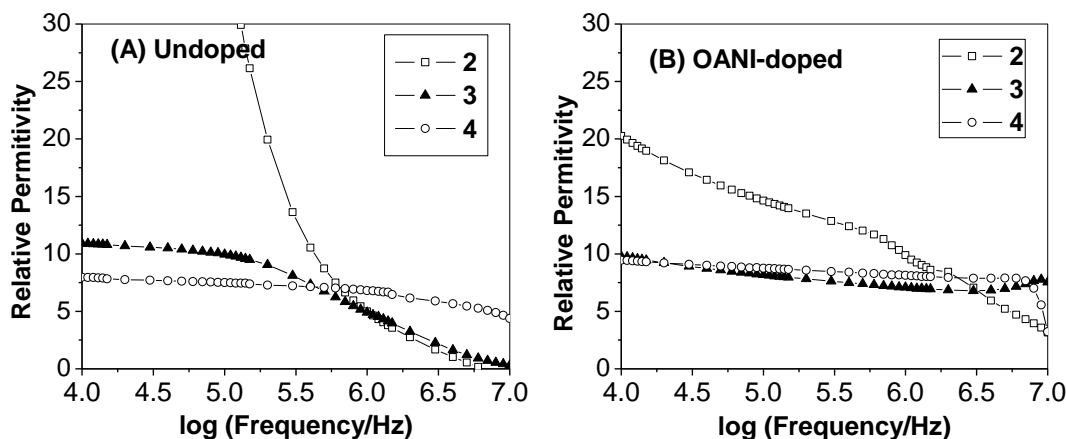 (A) Undoped
2
3
4
30
25
20
15
10
5
0
Relative Permitivity
4.0 4.5 5.0 5.5 6.0 6.5 7.0
log (Frequency/Hz)
(B) OANI-doped
2
3
4
30
25
20
15
10
5
0
Relative Permitivity
4.0 4.5 5.0 5.5 6.0 6.5 7.0
log (Frequency/Hz)